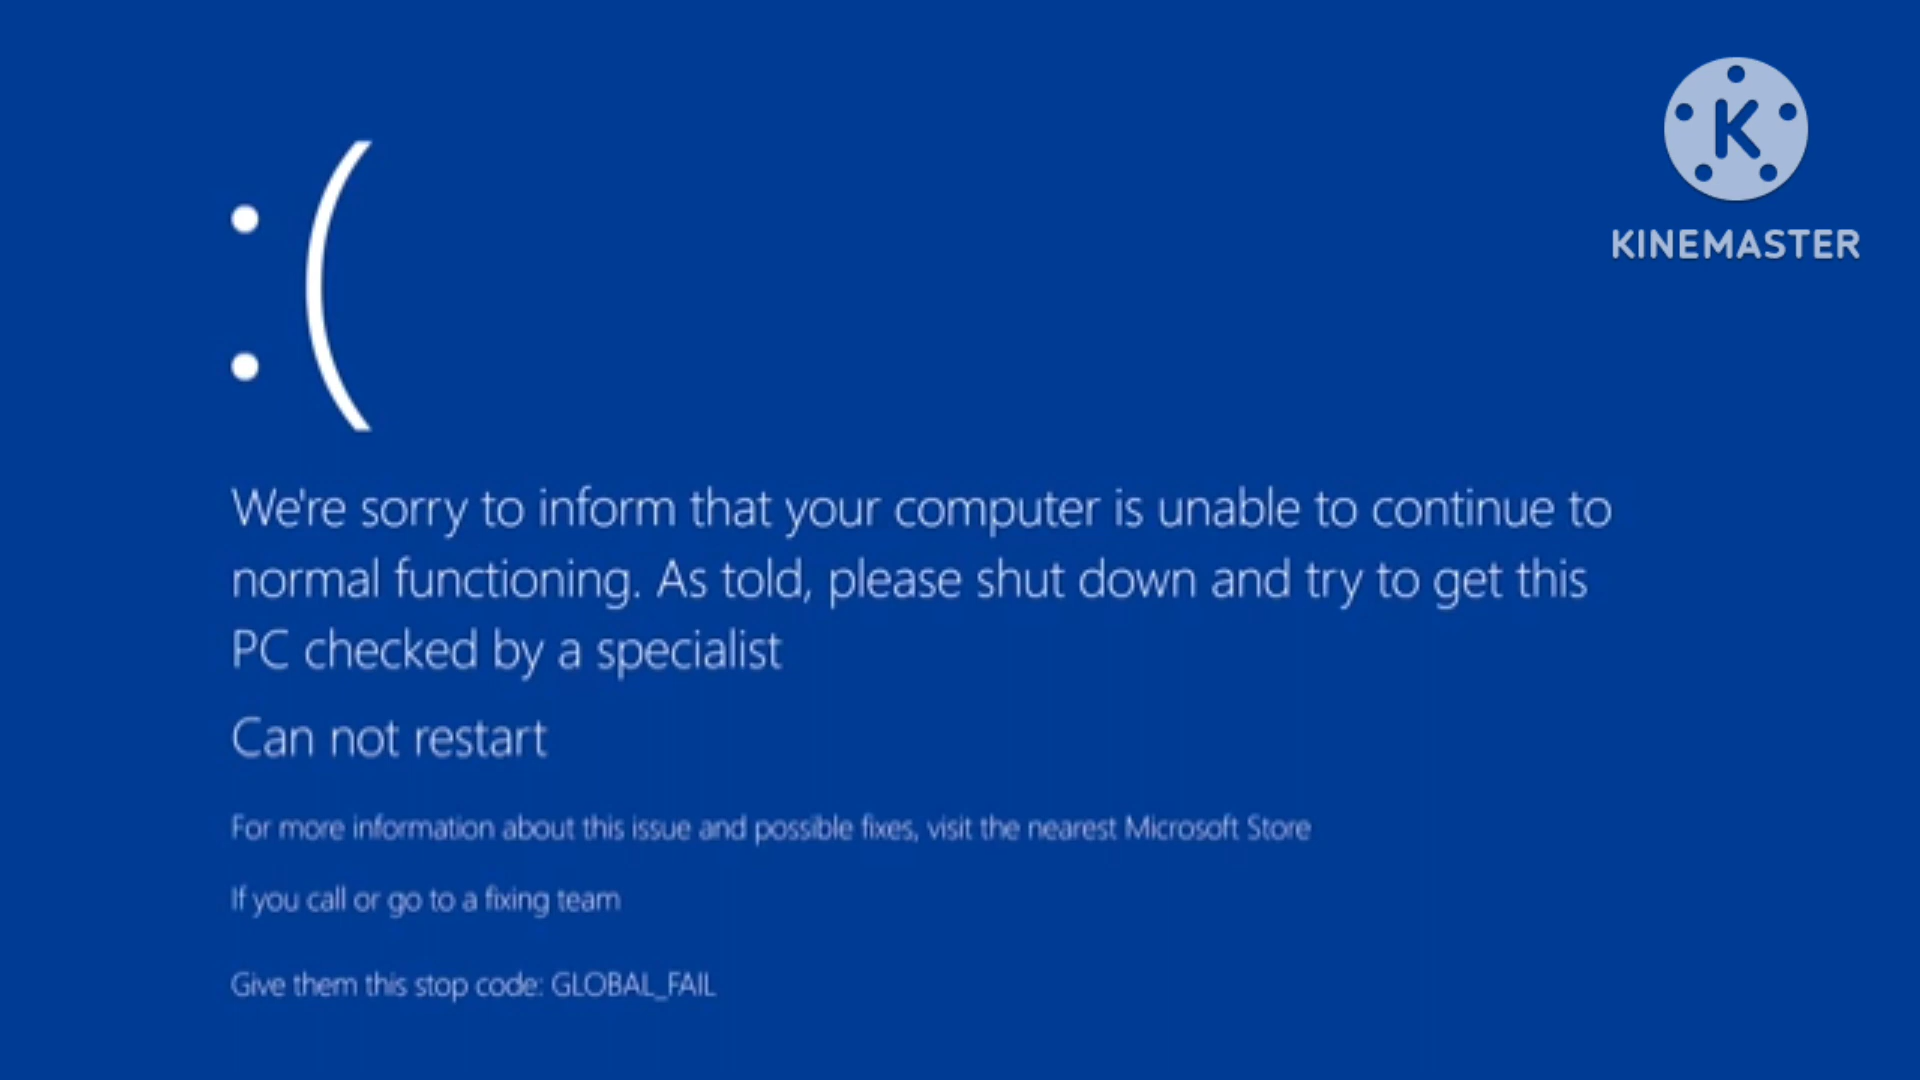 K
KINEMASTER
:(
We're sorry to inform that your computer is unable to continue to
normal functioning. As told, please shut down and try to get this
PC checked by a specialist
Can not restart
For more information about this issue and possible fixes, visit the nearest Microsoft Store
If you call or go to a fixing team
Give them this stop code: GLOBAL_FAIL